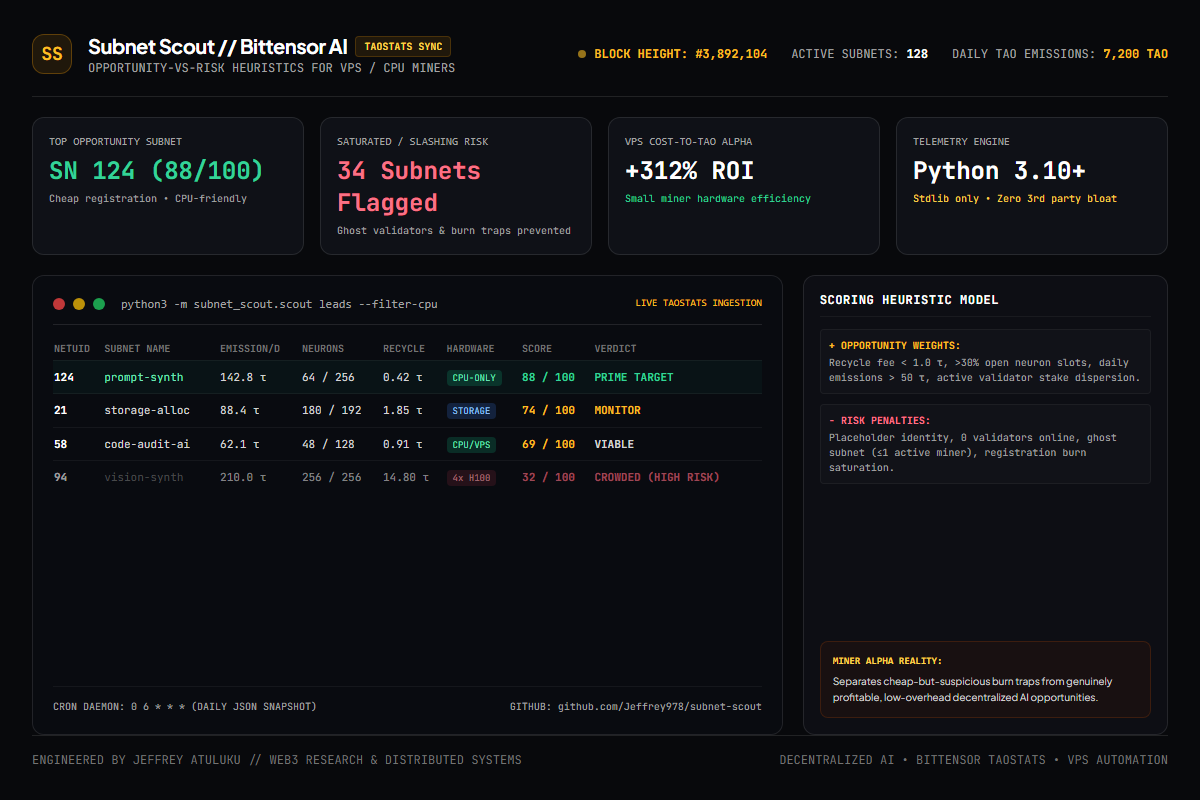 SS
Subnet Scout // Bittensor AI
TAOSTATS SYNC
OPPORTUNITY-VS-RISK HEURISTICS FOR VPS / CPU MINERS
BLOCK HEIGHT: #3,892,104
ACTIVE SUBNETS: 128
DAILY TAO EMISSIONS: 7,200 TAO
TOP OPPORTUNITY SUBNET
SN 124 (88/100)
Cheap registration • CPU-friendly
SATURATED / SLASHING RISK
34 Subnets
Flagged
Ghost validators & burn traps prevented
VPS COST-TO-TAO ALPHA
+312% ROI
Small miner hardware efficiency
TELEMETRY ENGINE
Python 3.10+
Stdlib only • Zero 3rd party bloat
python3 -m subnet_scout.scout leads --filter-cpu
LIVE TAOSTATS INGESTION
NETUID SUBNET NAME EMISSION/D NEURONS RECYCLE HARDWARE SCORE VERDICT
124 prompt-synth 142.8 τ 64 / 256 0.42 τ CPU-ONLY 88 / 100 PRIME TARGET
21 storage-alloc 88.4 τ 180 / 192 1.85 τ STORAGE 74 / 100 MONITOR
58 code-audit-ai 62.1 τ 48 / 128 0.91 τ CPU/VPS 69 / 100 VIABLE
94 vision-synth 210.0 τ 256 / 256 14.80 τ 4x H100 32 / 100 CROWDED (HIGH RISK)
CRON DAEMON: 0 6 * * * (DAILY JSON SNAPSHOT)
GITHUB: github.com/Jeffrey978/subnet-scout
SCORING HEURISTIC MODEL
+ OPPORTUNITY WEIGHTS:
Recycle fee < 1.0 τ, >30% open neuron slots, daily
emissions > 50 τ, active validator stake dispersion.
- RISK PENALTIES:
Placeholder identity, 0 validators online, ghost
subnet (≤1 active miner), registration burn
saturation.
MINER ALPHA REALITY:
Separates cheap-but-suspicious burn traps from genuinely
profitable, low-overhead decentralized AI opportunities.
ENGINEERED BY JEFFREY ATULUKU // WEB3 RESEARCH & DISTRIBUTED SYSTEMS
DECENTRALIZED AI • BITTENSOR TAOSTATS • VPS AUTOMATION